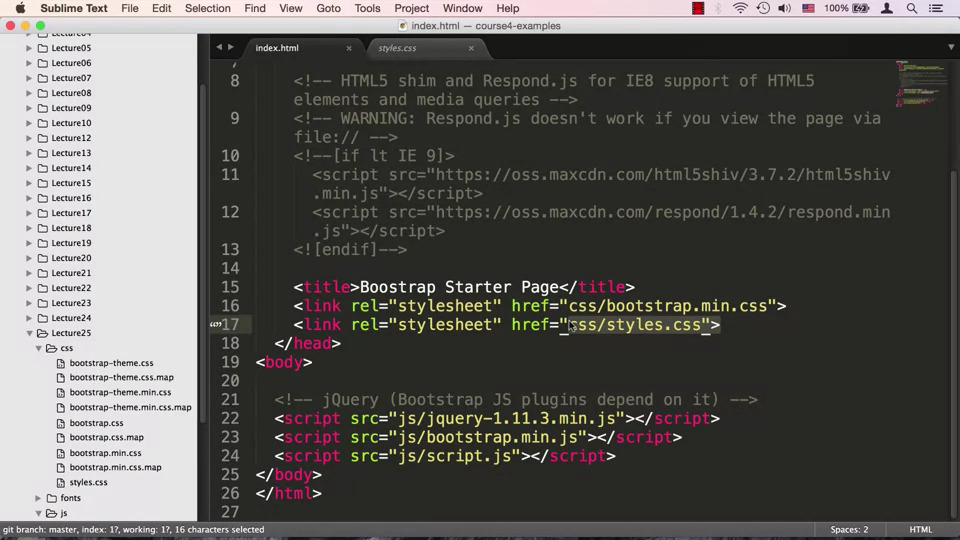 Sublime Text File Edit Selection Find View Goto Tools Project Window Help 100%
index.html — course4-examples
index.html × styles.css ×
Lecture04
Lecture05
Lecture06
Lecture07
Lecture08
Lecture09
Lecture10
Lecture12
Lecture13
Lecture14
Lecture15
Lecture16
Lecture17
Lecture18
Lecture19
Lecture20
Lecture21
Lecture22
Lecture23
Lecture24
Lecture25
css
bootstrap-theme.css
bootstrap-theme.css.map
bootstrap-theme.min.css
bootstrap-theme.min.css.map
bootstrap.css
bootstrap.css.map
bootstrap.min.css
bootstrap.min.css.map
styles.css
fonts
js
7
8 <!-- HTML5 shim and Respond.js for IE8 support of HTML5
elements and media queries -->
9 <!-- WARNING: Respond.js doesn't work if you view the page via
file:// -->
10 <!--[if lt IE 9]>
11 <script src="https://oss.maxcdn.com/html5shiv/3.7.2/html5shiv
.min.js"></script>
12 <script src="https://oss.maxcdn.com/respond/1.4.2/respond.min
.js"></script>
13 <![endif]-->
14
15 <title>Boostrap Starter Page</title>
16 <link rel="stylesheet" href="css/bootstrap.min.css">
17 <link rel="stylesheet" href="css/styles.css">
18 </head>
19 <body>
20
21 <!-- jQuery (Bootstrap JS plugins depend on it) -->
22 <script src="js/jquery-1.11.3.min.js"></script>
23 <script src="js/bootstrap.min.js"></script>
24 <script src="js/script.js"></script>
25 </body>
26 </html>
27
git branch: master, index: 1?, working: 1?, 16 characters selected Spaces: 2 HTML